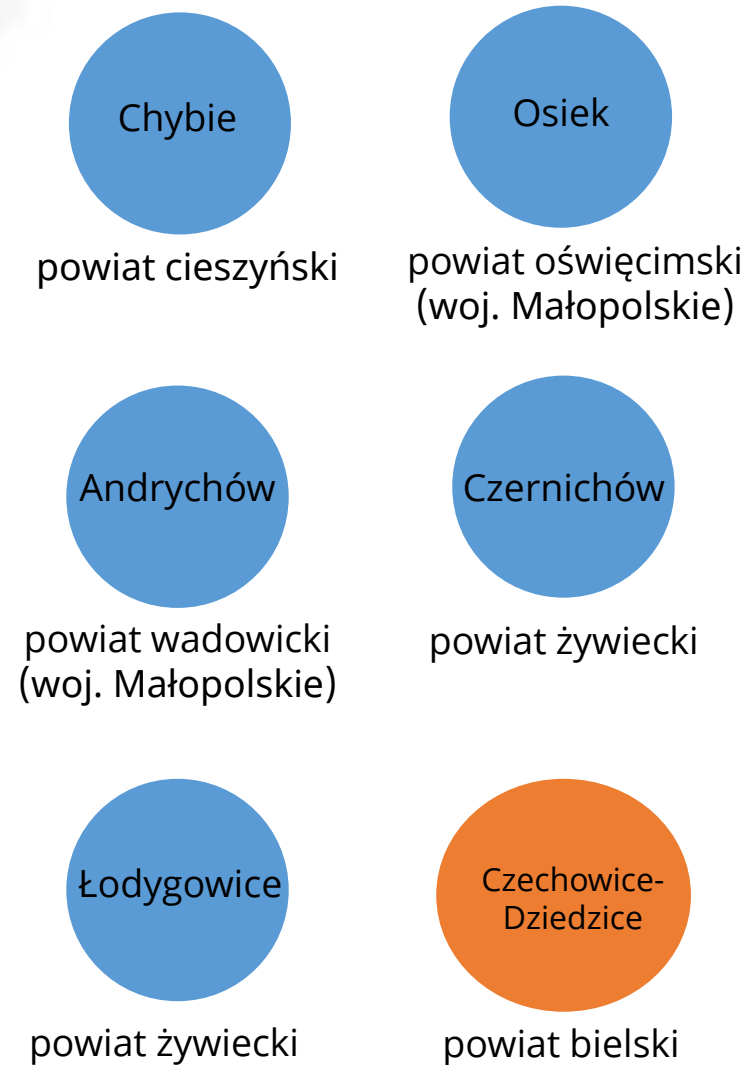 Chybie
powiat cieszyński
Osiek
powiat oświęcimski
(woj. Małopolskie)
Andrychów
powiat wadowicki
(woj. Małopolskie)
Czernichów
powiat żywiecki
Łodygowice
powiat żywiecki
Czechowice-
Dziedzice
powiat bielski